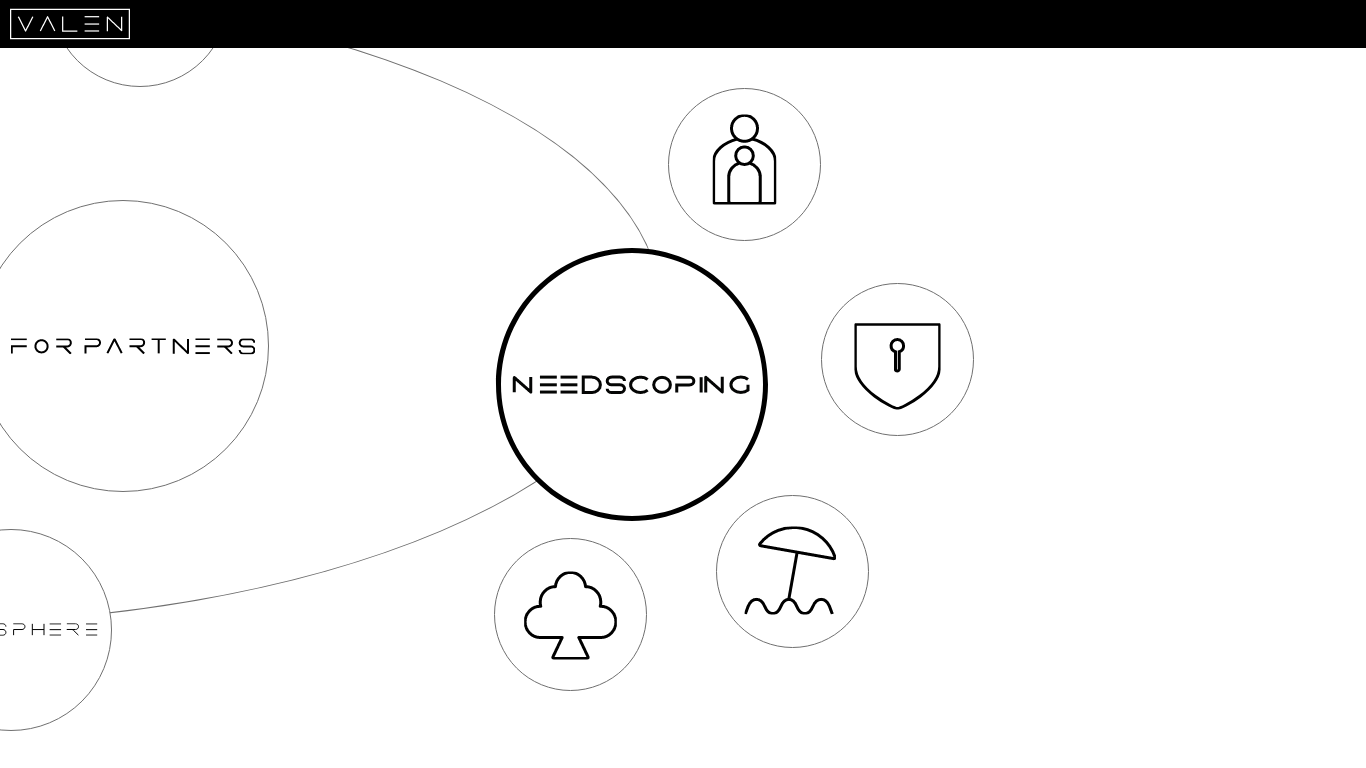 VALEN
FOR PARTNERS
NEEDSCOPING
SPHERE